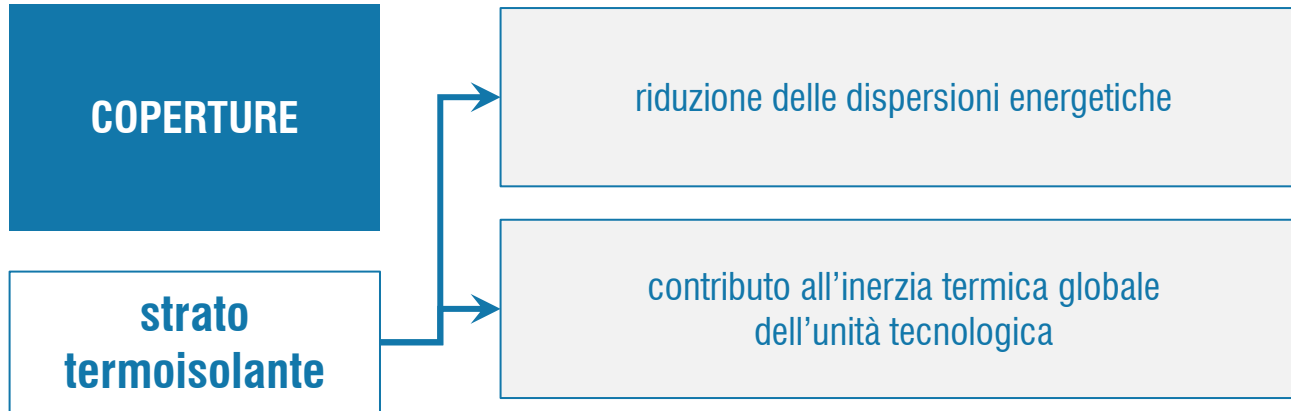 COPERTURE
riduzione delle dispersioni energetiche
strato
termoisolante
contributo all’inerzia termica globale
dell’unità tecnologica